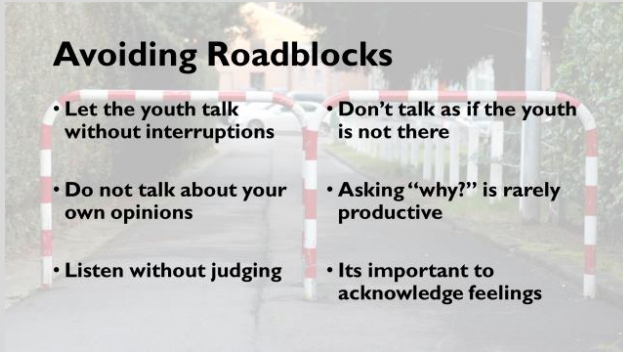 Avoiding Roadblocks
• Let the youth talk
without interruptions
• Do not talk about your
own opinions
• Listen without judging
• Don’t talk as if the youth
is not there
• Asking “why?” is rarely
productive
• Its important to
acknowledge feelings